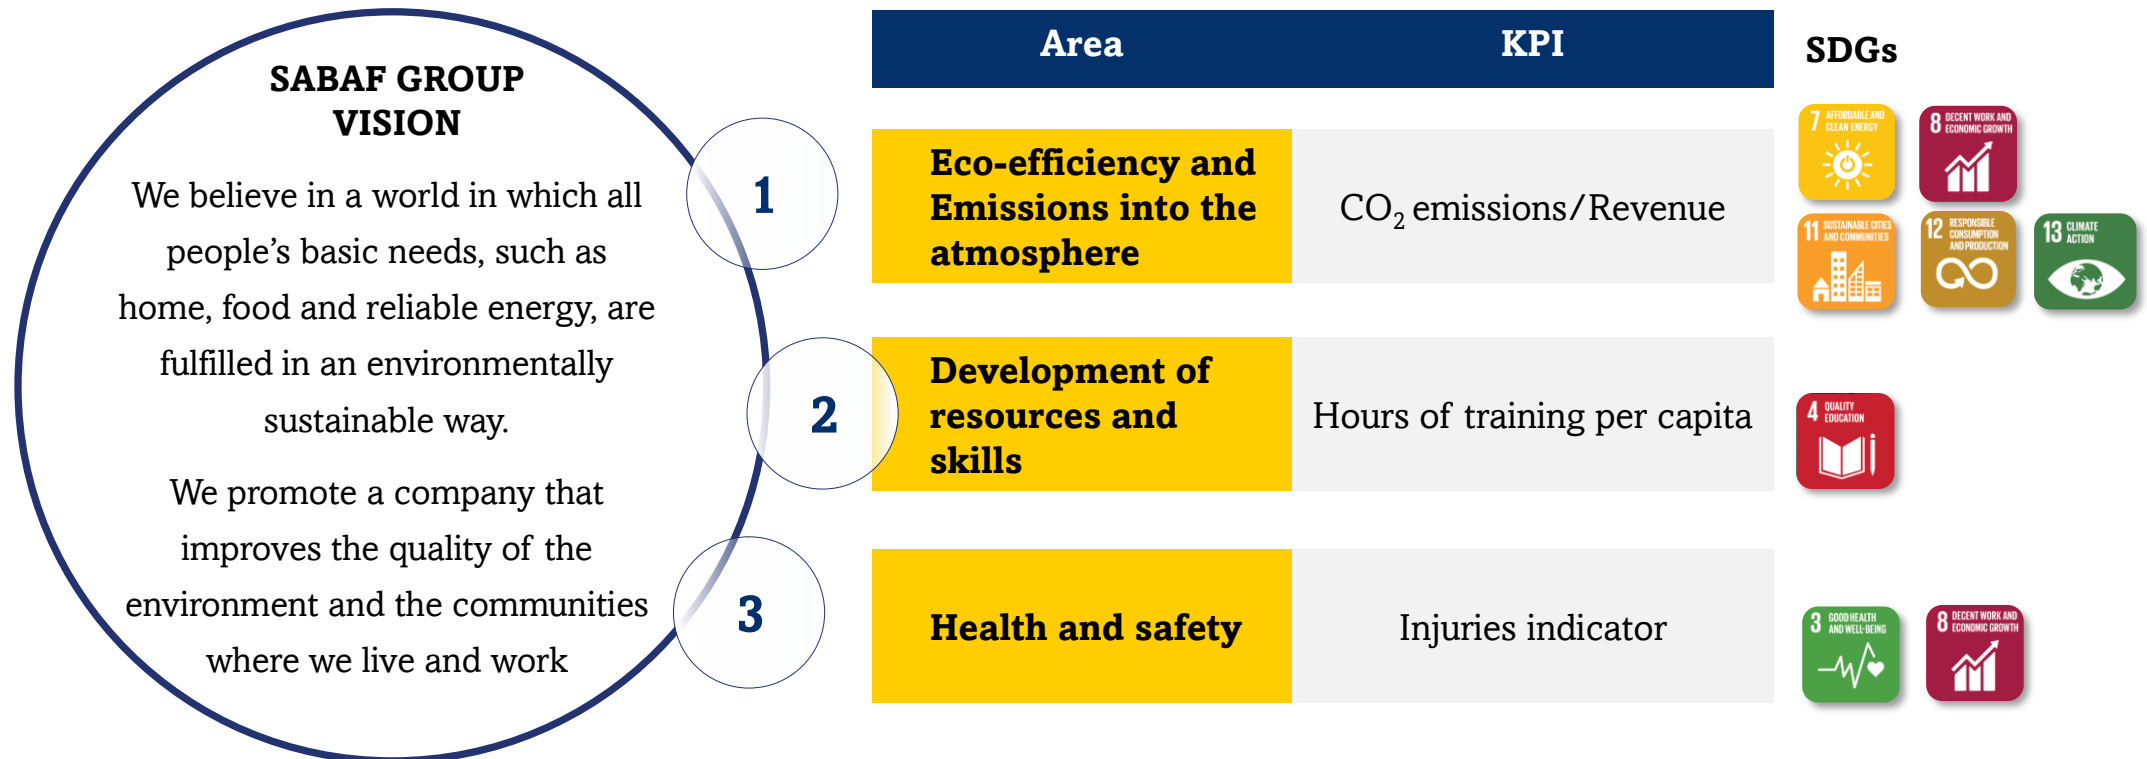 SABAF GROUP
VISION
We believe in a world in which all
people’s basic needs, such as
home, food and reliable energy, are
fulfilled in an environmentally
sustainable way.
We promote a company that
improves the quality of the
environment and the communities
where we live and work
Area
KPI
SDGs
1
Eco-efficiency and
Emissions into the
atmosphere
CO₂ emissions/Revenue
7 AFFORDABLE AND
CLEAN ENERGY
8 DECENT WORK AND
ECONOMIC GROWTH
11 SUSTAINABLE CITIES
AND COMMUNITIES
12 RESPONSIBLE
CONSUMPTION
AND PRODUCTION
13 CLIMATE
ACTION
2
Development of
resources and
skills
Hours of training per capita
4 QUALITY
EDUCATION
3
Health and safety
Injuries indicator
3 GOOD HEALTH
AND WELL-BEING
8 DECENT WORK AND
ECONOMIC GROWTH